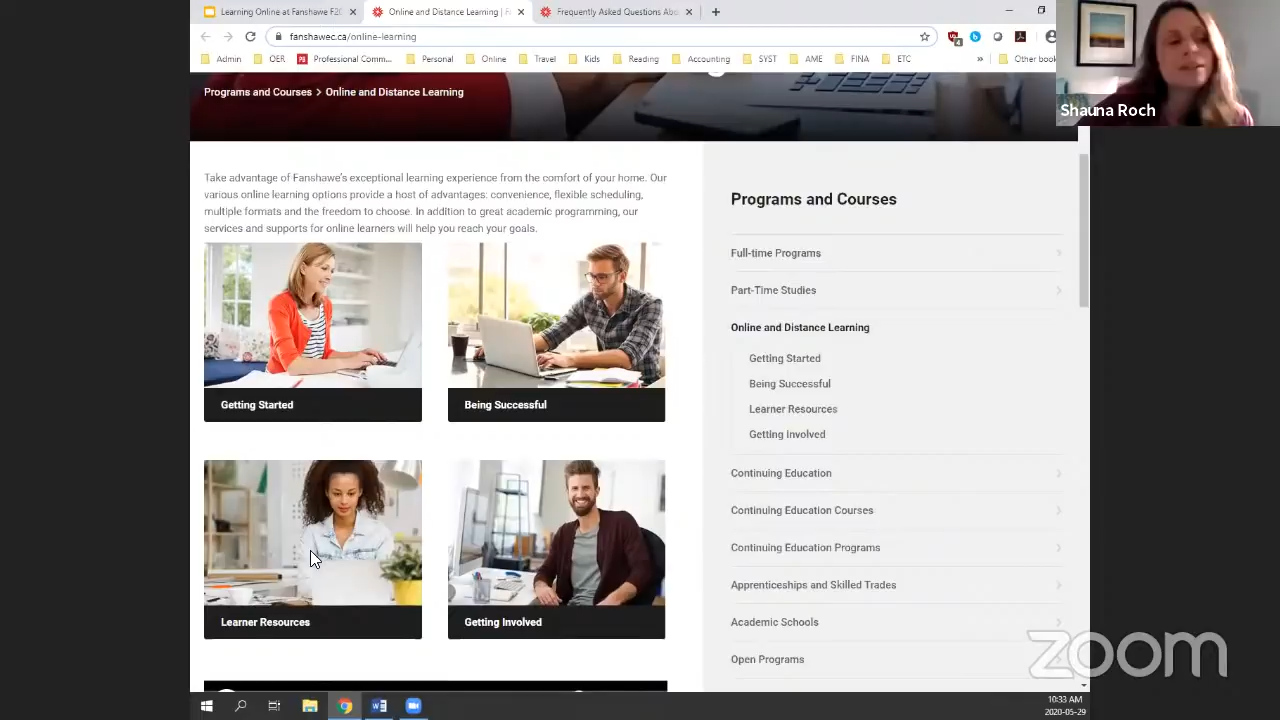 Learning Online at Fanshawe F20
Online and Distance Learning | F
Frequently Asked Questions Abo
fanshawec.ca/online-learning
4
Admin
OER
Professional Comm...
Personal
Online
Travel
Kids
Reading
Accounting
SYST
AME
FINA
ETC
»
Other book
Programs and Courses > Online and Distance Learning
Shauna Roch
Take advantage of Fanshawe's exceptional learning experience from the comfort of your home. Our
various online learning options provide a host of advantages: convenience, flexible scheduling,
multiple formats and the freedom to choose. In addition to great academic programming, our
services and supports for online learners will help you reach your goals.
Getting Started
Being Successful
Learner Resources
Getting Involved
Programs and Courses
Full-time Programs
Part-Time Studies
Online and Distance Learning
Getting Started
Being Successful
Learner Resources
Getting involved
Continuing Education
Continuing Education Courses
Continuing Education Programs
Apprenticeships and Skilled Trades
Academic Schools
Open Programs
zoom
10:33 AM
2020-05-29